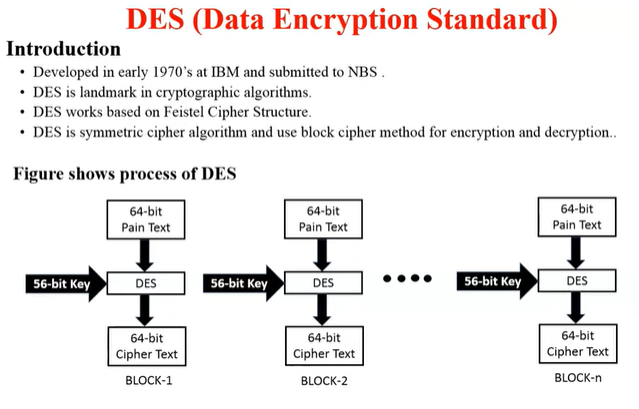 DES (Data Encryption Standard)
Introduction
• Developed in early 1970's at IBM and submitted to NBS .
• DES is landmark in cryptographic algorithms.
• DES works based on Feistel Cipher Structure.
• DES is symmetric cipher algorithm and use block cipher method for encryption and decryption..
Figure shows process of DES
64-bit
Pain Text
56-bit Key
DES
64-bit
Cipher Text
BLOCK-1
64-bit
Pain Text
56-bit Key
DES
64-bit
Cipher Text
BLOCK-2
64-bit
Pain Text
56-bit Key
DES
64-bit
Cipher Text
BLOCK-n